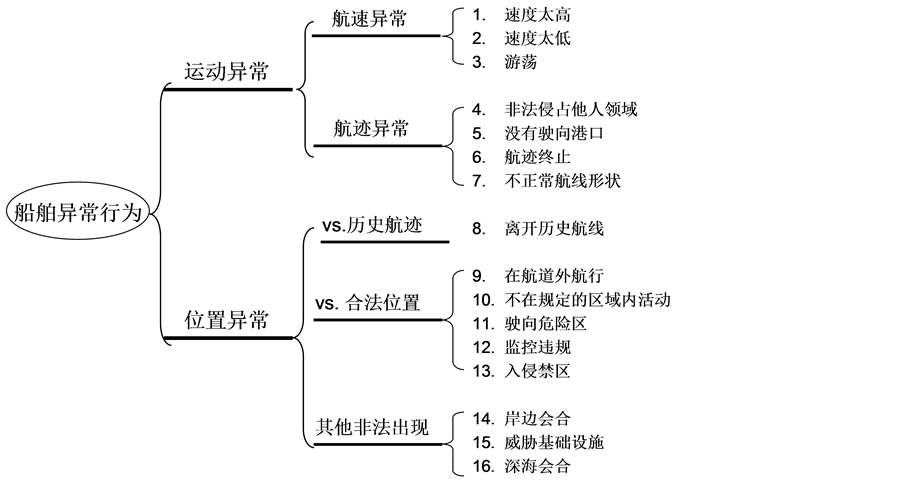 船舶异常行为
运动异常
航速异常
1. 速度太高
2. 速度太低
3. 游荡
航迹异常
4. 非法侵占他人领域
5. 没有驶向港口
6. 航迹终止
7. 不正常航线形状
位置异常
vs.历史航迹
8. 离开历史航线
vs. 合法位置
9. 在航道外航行
10. 不在规定的区域内活动
11. 驶向危险区
12. 监控违规
13. 入侵禁区
其他非法出现
14. 岸边会合
15. 威胁基础设施
16. 深海会合